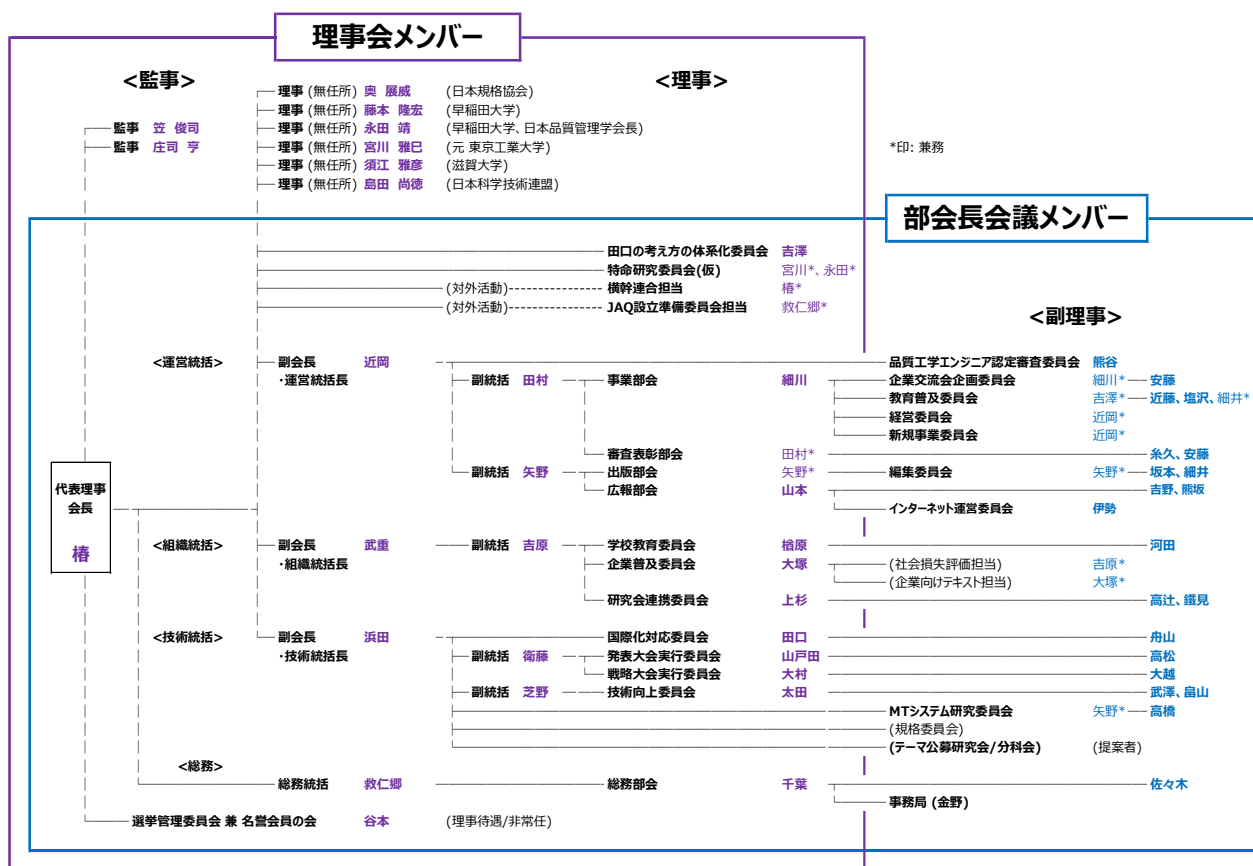 理事会メンバー
<監事>
<理事>
理事 (無任所) 奥 展威 (日本規格協会)
理事 (無任所) 藤本 隆宏 (早稲田大学)
監事 笠 俊司
理事 (無任所) 永田 靖 (早稲田大学、日本品質管理学会長)
監事 庄司 亨
理事 (無任所) 宮川 雅巳 (元 東京工業大学)
*印: 兼務
理事 (無任所) 須江 雅彦 (滋賀大学)
理事 (無任所) 島田 尚徳 (日本科学技術連盟)
部会長会議メンバー
田口の考え方の体系化委員会 吉澤
特命研究委員会(仮) 宮川*、永田*
(対外活動) 横幹連合担当 椿*
(対外活動) JAQ設立準備委員会担当 救仁郷*
<副理事>
<運営統括> 副会長 近岡 品質工学エンジニア認定審査委員会 熊谷
・運営統括長 副統括 田村 事業部会 細川 企業交流会企画委員会 細川* 安藤
教育普及委員会 吉澤* 近藤、塩沢、細井*
経営委員会 近岡*
新規事業委員会 近岡*
審査表彰部会 田村* 糸久、安藤
副統括 矢野 出版部会 矢野* 編集委員会 矢野* 坂本、細井
代表理事
会長
椿
広報部会 山本 吉野、熊坂
インターネット運営委員会 伊勢
<組織統括> 副会長 武重 副統括 吉原 学校教育委員会 楢原 河田
・組織統括長 企業普及委員会 大塚 (社会損失評価担当) 吉原*
(企業向けテキスト担当) 大塚*
研究会連携委員会 上杉 高辻、鐵見
<技術統括> 副会長 浜田 国際化対応委員会 田口 舟山
・技術統括長 副統括 衛藤 発表大会実行委員会 山戸田 高松
戦略大会実行委員会 大村 大越
副統括 芝野 技術向上委員会 太田 武澤、畠山
MTシステム研究委員会 矢野* 高橋
(規格委員会)
(テーマ公募研究会/分科会) (提案者)
<総務>
総務統括 救仁郷 総務部会 千葉 佐々木
事務局 (金野)
選挙管理委員会 兼 名誉会員の会 谷本 (理事待遇/非常任)